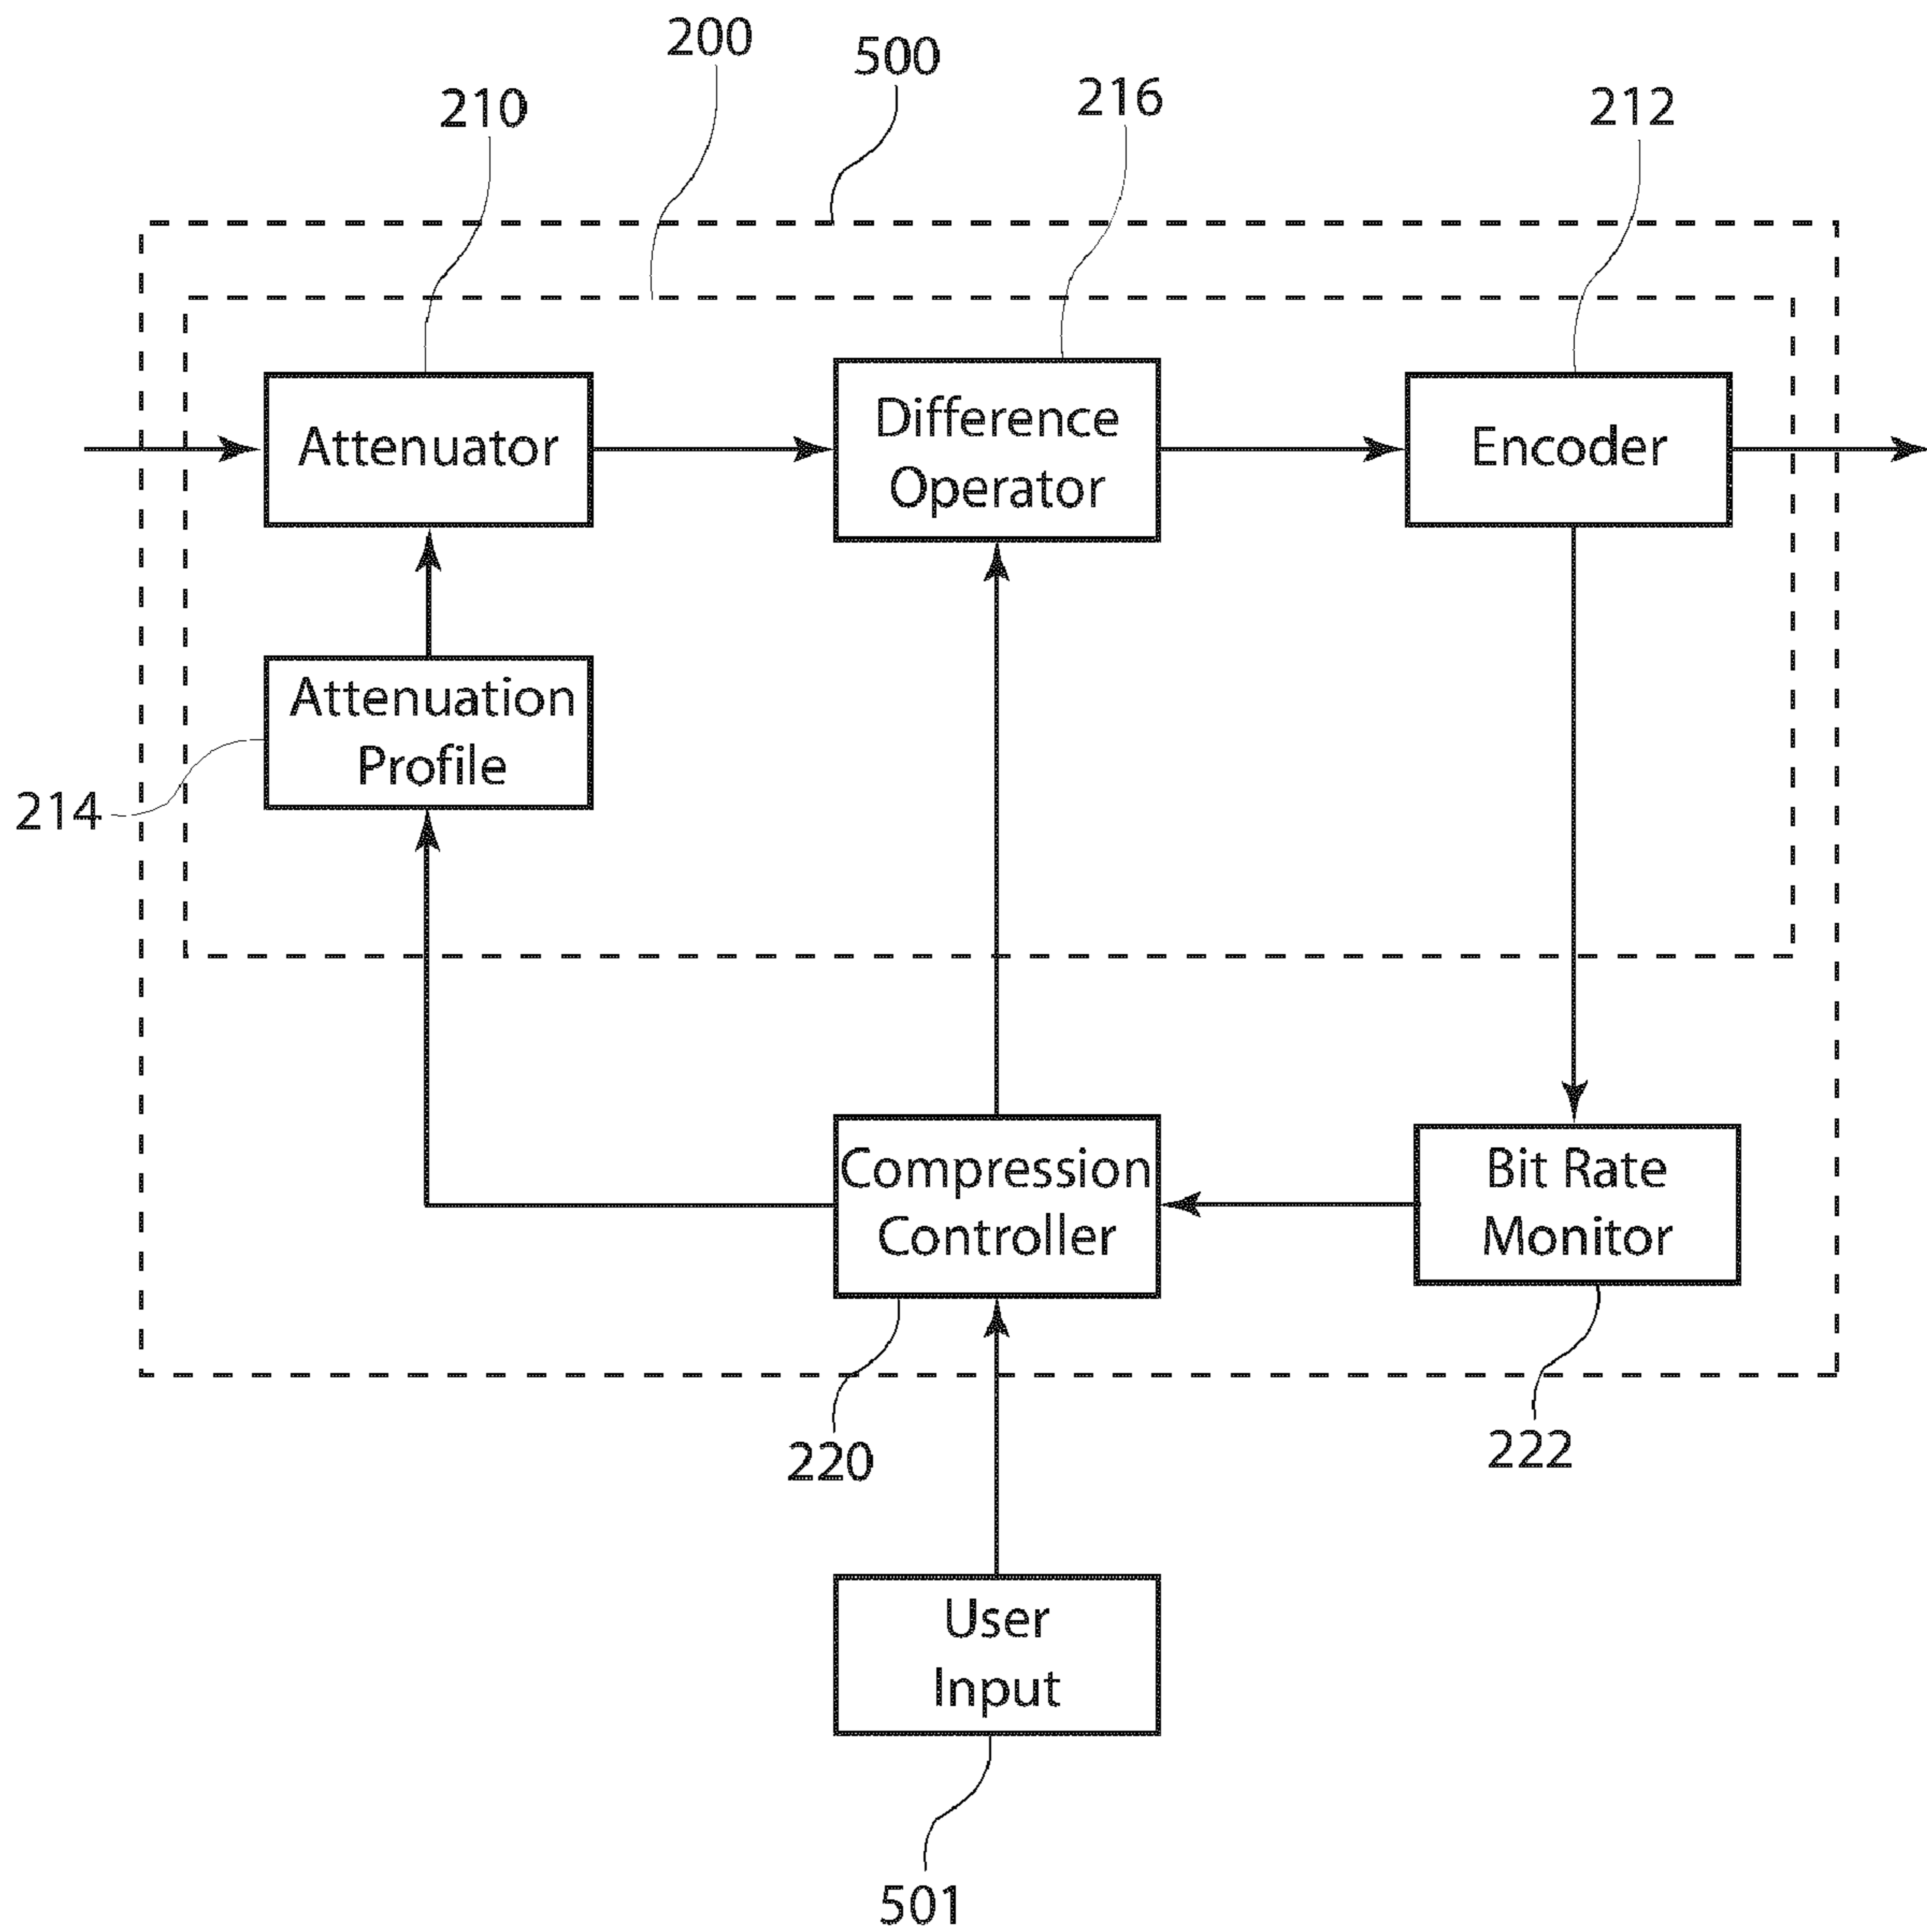 200
500
210
216
212
Attenuator
Difference
Operator
Encoder
Attenuation
Profile
214
Compression
Controller
Bit Rate
Monitor
220
222
User
Input
501